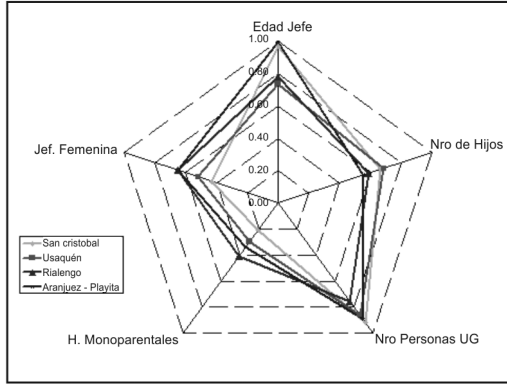 Edad Jefe
1.00
0.80
0.60
0.40
0.20
0.00
Nro de Hijos
Jef. Femenina
San cristobal
Usaquén
Rialengo
Aranjuez - Playita
H. Monoparentales
Nro Personas UG